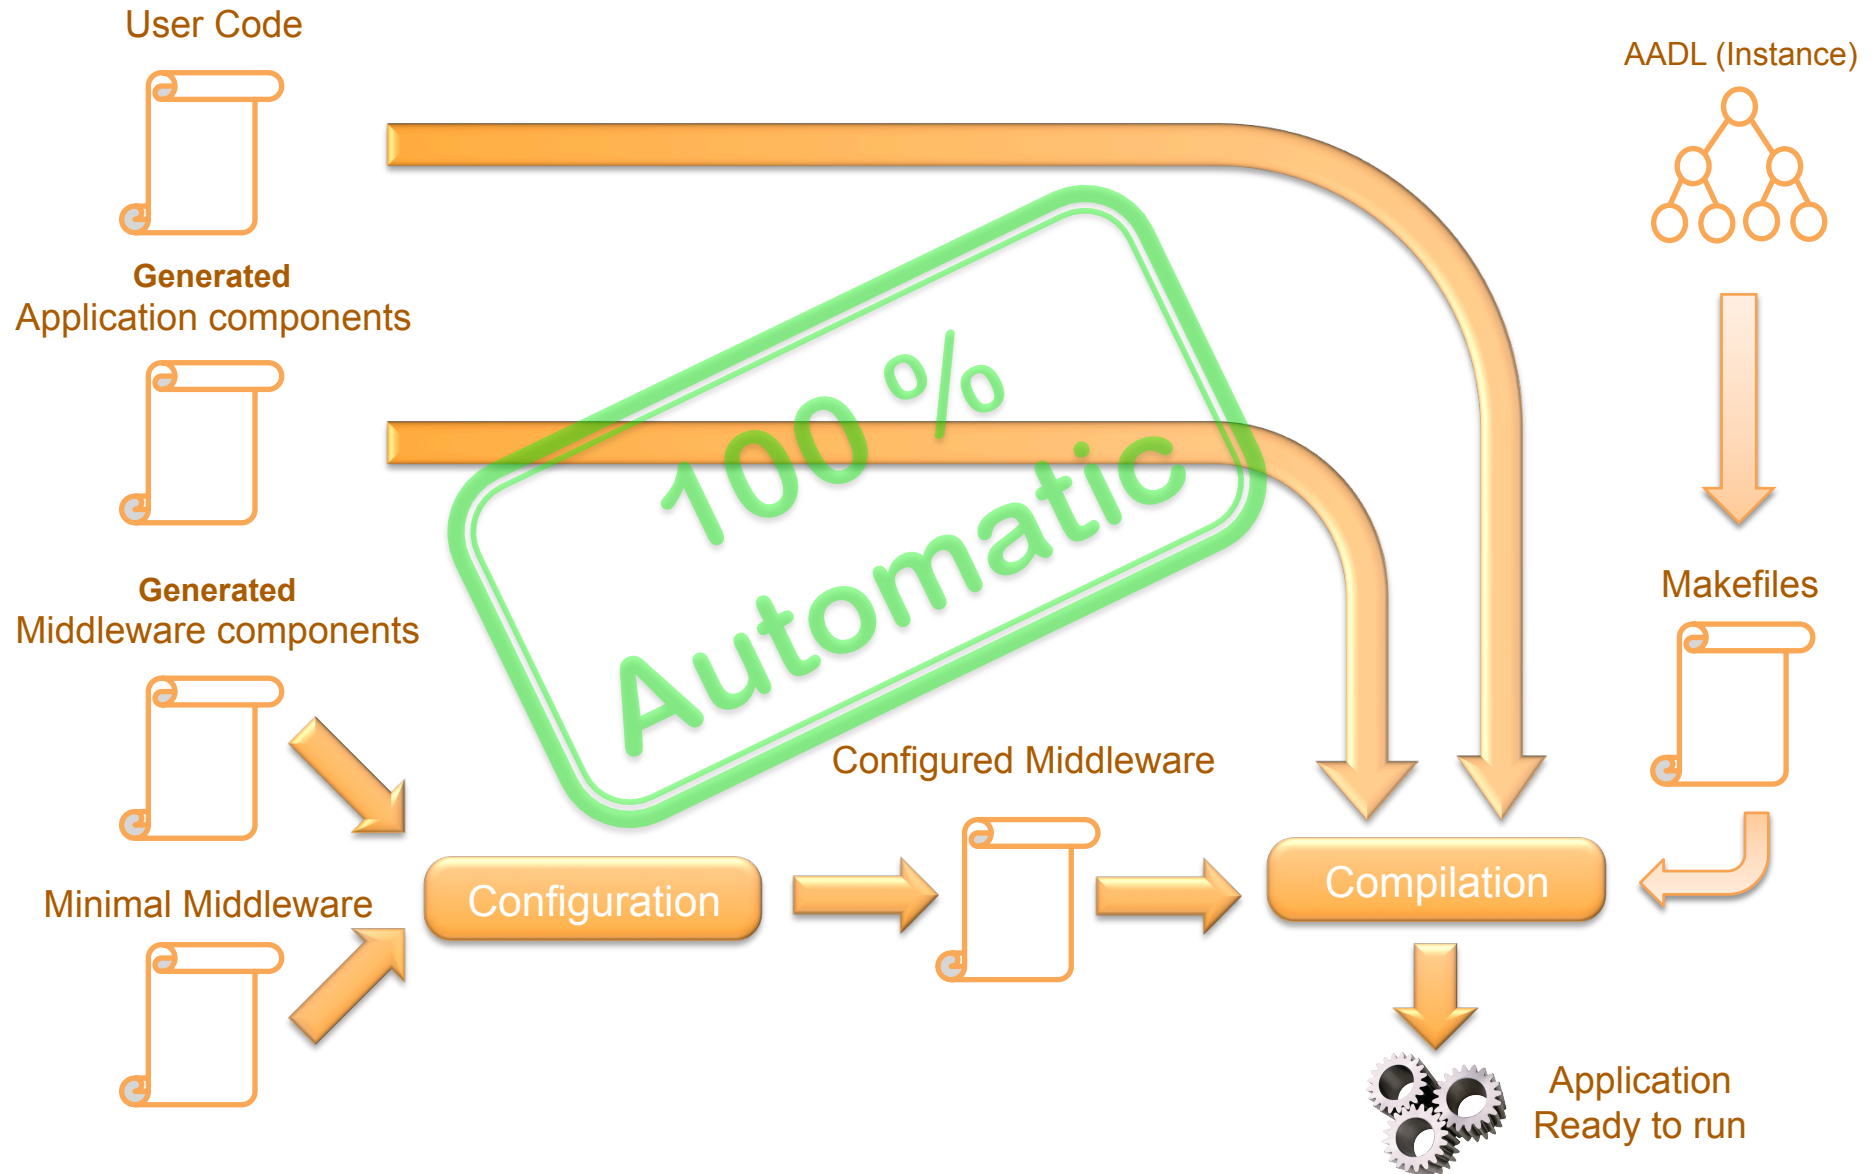 User Code
AADL (Instance)
Generated
Application components
100 %
Automatic
Generated
Middleware components
Makefiles
Configured Middleware
Minimal Middleware
Configuration
Compilation
Application
Ready to run